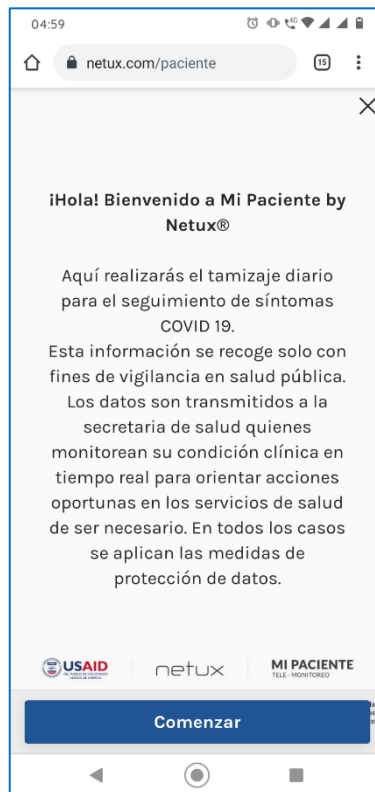 04:59
4G
netux.com/paciente
15
¡Hola! Bienvenido a Mi Paciente by
Netux®
Aquí realizarás el tamizaje diario
para el seguimiento de síntomas
COVID 19.
Esta información se recoge solo con
fines de vigilancia en salud pública.
Los datos son transmitidos a la
secretaria de salud quienes
monitorean su condición clínica en
tiempo real para orientar acciones
oportunas en los servicios de salud
de ser necesario. En todos los casos
se aplican las medidas de
protección de datos.
USAID
netux
MI PACIENTE
TELE - MONITOREO
Comenzar